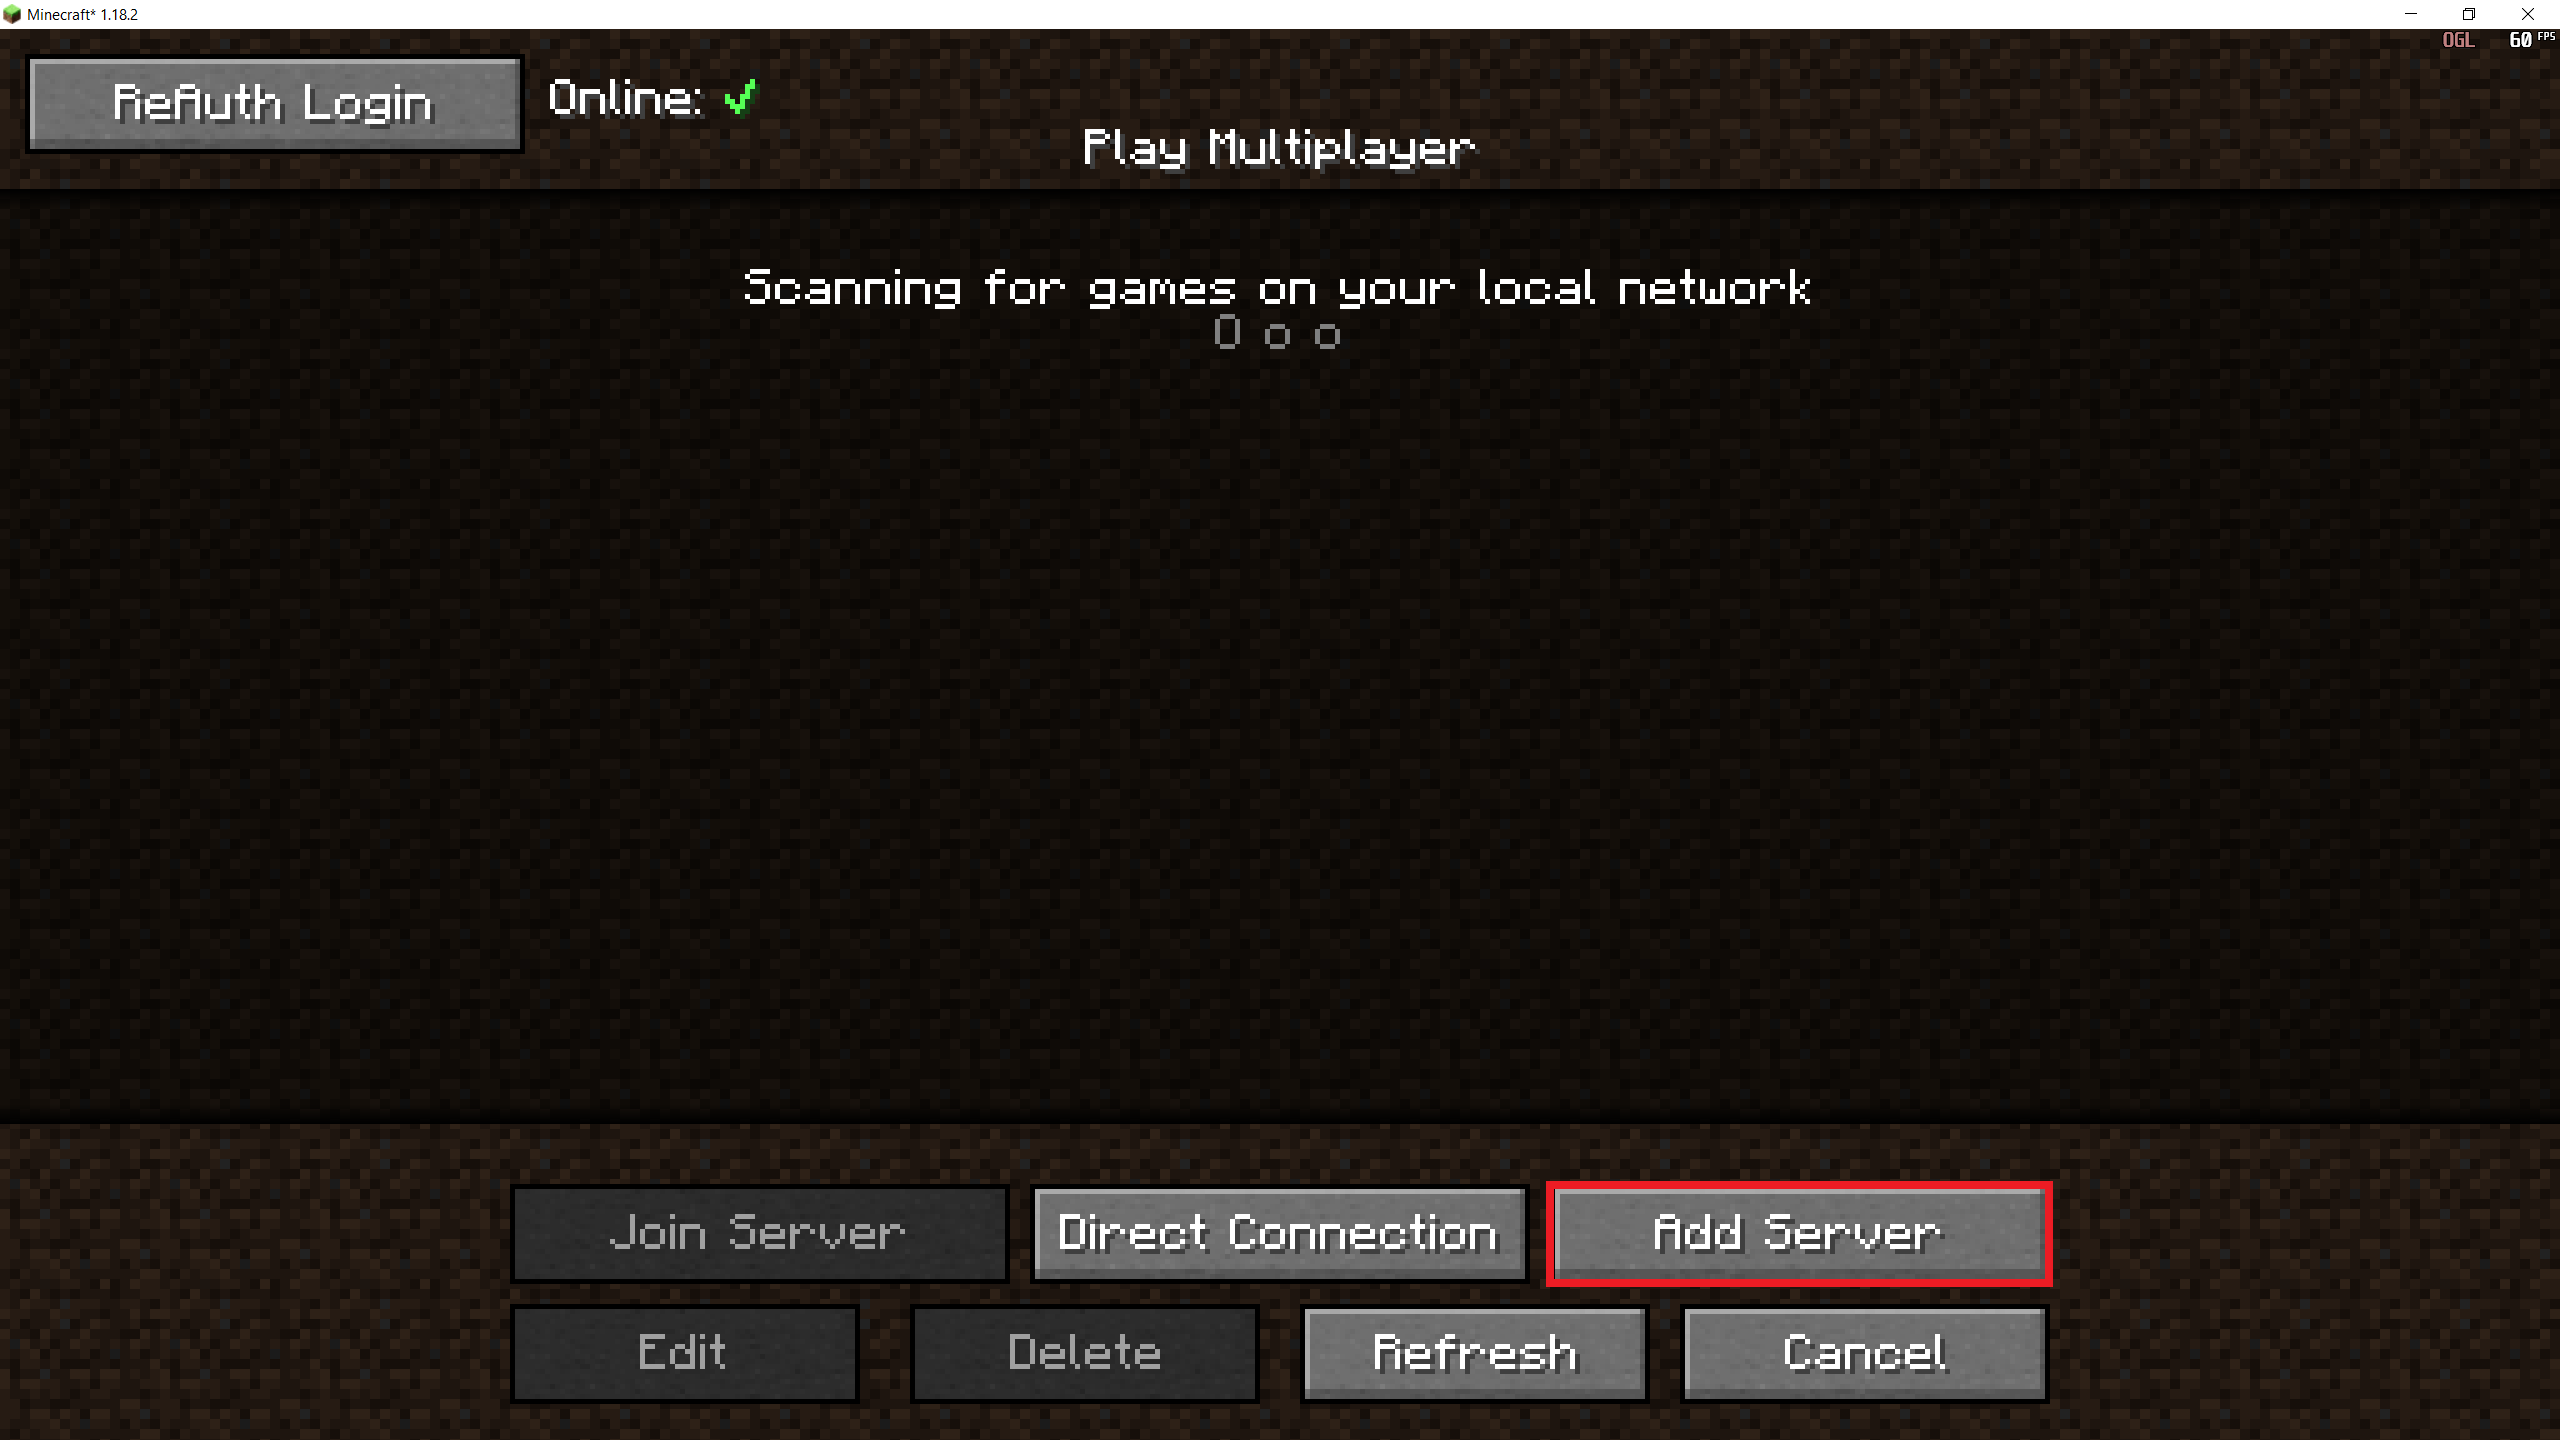 Minecraft* 1.18.2
OGL 60 FPS
ReAuth Login
Online: ✓
Play Multiplayer
Scanning for games on your local network
O o o
Join Server
Direct Connection
Add Server
Edit
Delete
Refresh
Cancel